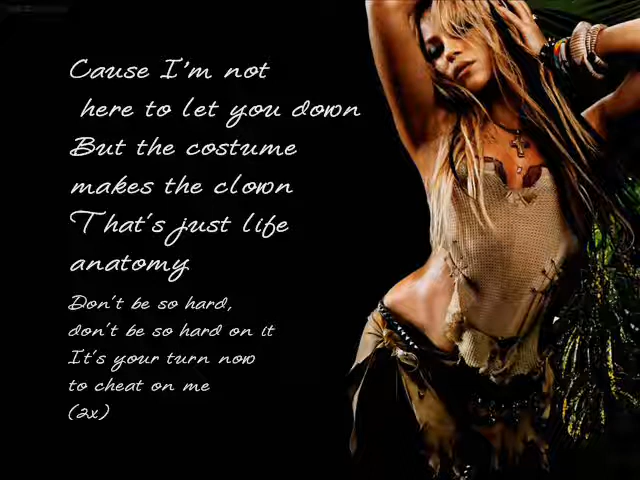 Cause I'm not
here to let you down
But the costume
makes the clown
That's just life
anatomy
Don't be so hard,
don't be so hard on it
It's your turn now
to cheat on me
(2x)